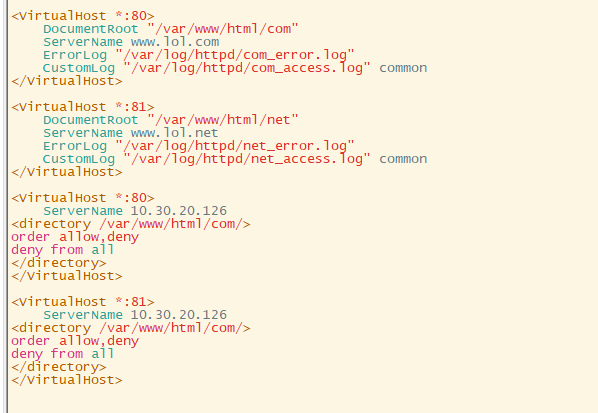 <VirtualHost *:80>
    DocumentRoot "/var/www/html/com"
    ServerName www.lol.com
    ErrorLog "/var/log/httpd/com_error.log"
    CustomLog "/var/log/httpd/com_access.log" common
</VirtualHost>

<VirtualHost *:81>
    DocumentRoot "/var/www/html/net"
    ServerName www.lol.net
    ErrorLog "/var/log/httpd/net_error.log"
    CustomLog "/var/log/httpd/net_access.log" common
</VirtualHost>

<VirtualHost *:80>
    ServerName 10.30.20.126
<directory /var/www/html/com/>
order allow,deny
deny from all
</directory>
</VirtualHost>

<VirtualHost *:81>
    ServerName 10.30.20.126
<directory /var/www/html/com/>
order allow,deny
deny from all
</directory>
</VirtualHost>